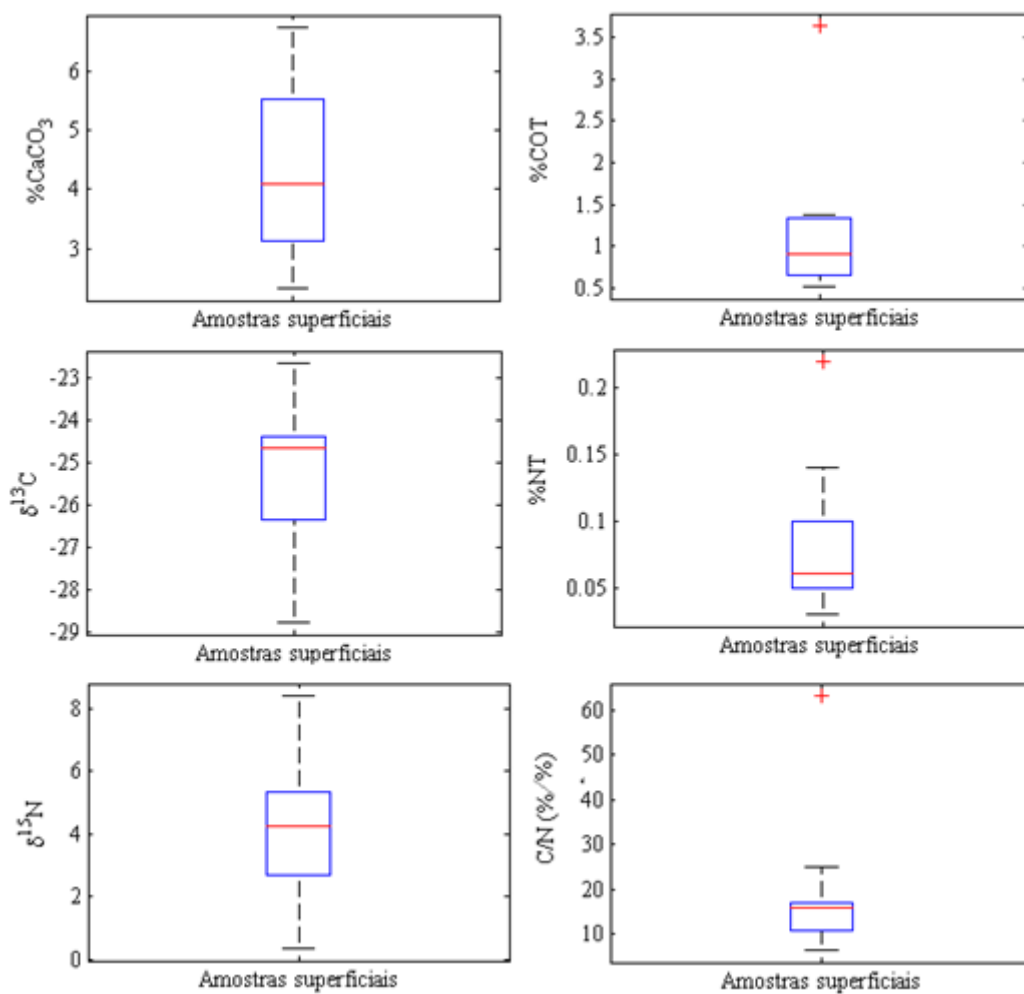 %CaCO3
6
5
4
3
Amostras superficiais
%COT
3.5
3
2.5
2
1.5
1
0.5
Amostras superficiais
δ13C
-23
-24
-25
-26
-27
-28
-29
Amostras superficiais
%NT
0.2
0.15
0.1
0.05
Amostras superficiais
δ15N
8
6
4
2
0
Amostras superficiais
C/N (%/%)
60
50
40
30
20
10
Amostras superficiais